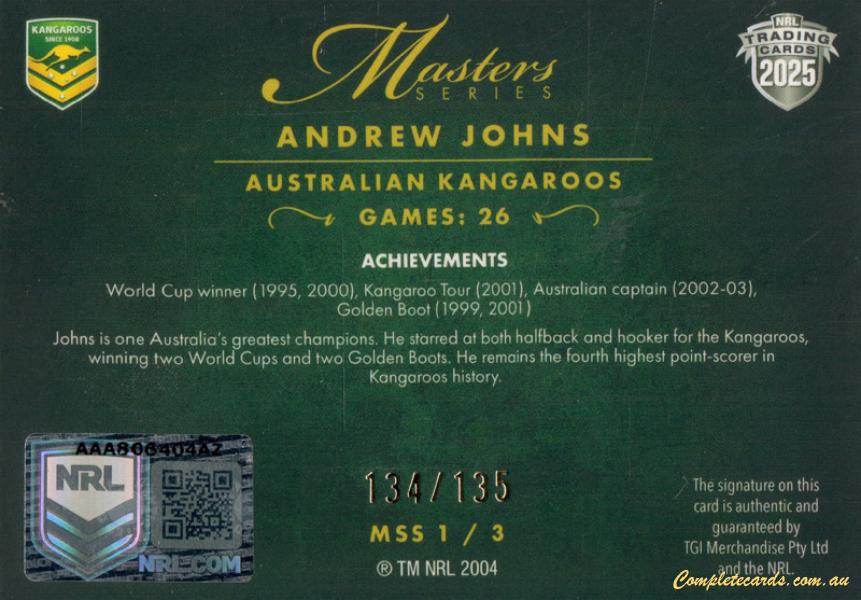 KANGAROOS
SINCE 1908
Masters
SERIES
NRL
TRADING
CARDS
2025
ANDREW JOHNS
AUSTRALIAN KANGAROOS
GAMES: 26
ACHIEVEMENTS
World Cup winner (1995, 2000), Kangaroo Tour (2001), Australian captain (2002-03),
Golden Boot (1999, 2001)
Johns is one Australia's greatest champions. He starred at both halfback and hooker for the Kangaroos,
winning two World Cups and two Golden Boots. He remains the fourth highest point-scorer in
Kangaroos history.
AAA806404AZ
NRL
NRL.COM
134/135
MSS 1 / 3
® TM NRL 2004
The signature on this
card is authentic and
guaranteed by
TGI Merchandise Pty Ltd
and the NRL.
Completecards.com.au